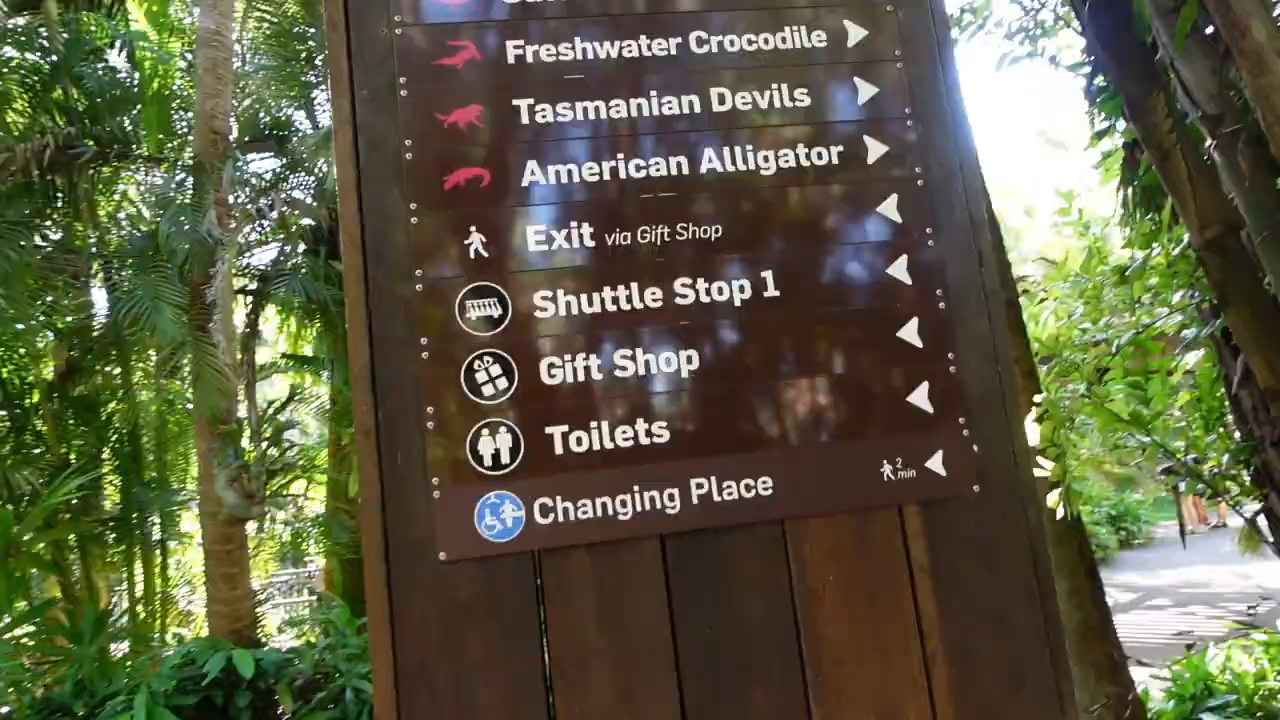 Freshwater Crocodile
Tasmanian Devils
American Alligator
Exit via Gift Shop
Shuttle Stop 1
Gift Shop
Toilets
Changing Place 2 min